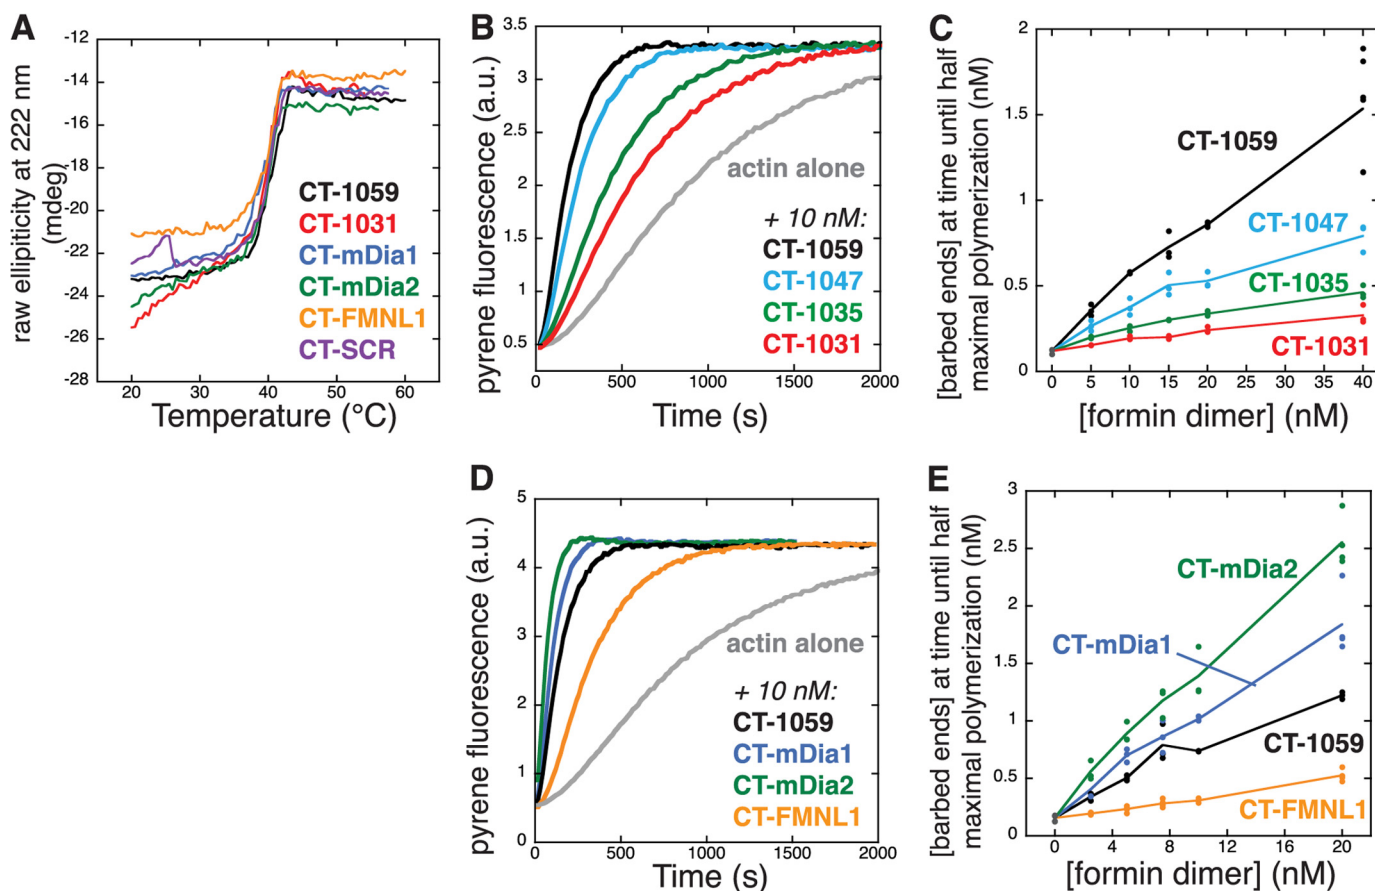 A
raw ellipiticity at 222 nm
(mdeg)
-12
-14
-16
-18
-20
-22
-24
-26
-28
20
30
40
50
60
Temperature (°C)
CT-1059
CT-1031
CT-mDia1
CT-mDia2
CT-FMNL1
CT-SCR
B
pyrene fluorescence (a.u.)
3.5
3
2.5
2
1.5
1
0.5
0
500
1000
1500
2000
Time (s)
actin alone
+ 10 nM:
CT-1059
CT-1047
CT-1035
CT-1031
C
[barbed ends] at time until half
maximal polymerization (nM)
2
1.5
1
0.5
0
0
5
10
15
20
25
30
35
40
[formin dimer] (nM)
CT-1059
CT-1047
CT-1035
CT-1031
D
pyrene fluorescence (a.u.)
5
4
3
2
1
0
0
500
1000
1500
2000
Time (s)
actin alone
+ 10 nM:
CT-1059
CT-mDia1
CT-mDia2
CT-FMNL1
E
[barbed ends] at time until half
maximal polymerization (nM)
3
2.5
2
1.5
1
0.5
0
0
4
8
12
16
20
[formin dimer] (nM)
CT-mDia2
CT-mDia1
CT-1059
CT-FMNL1